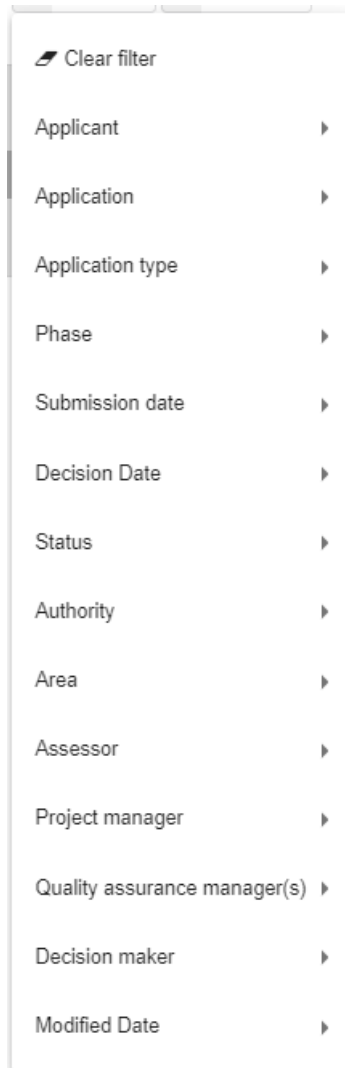 Clear filter
Applicant
Application
Application type
Phase
Submission date
Decision Date
Status
Authority
Area
Assessor
Project manager
Quality assurance manager(s)
Decision maker
Modified Date